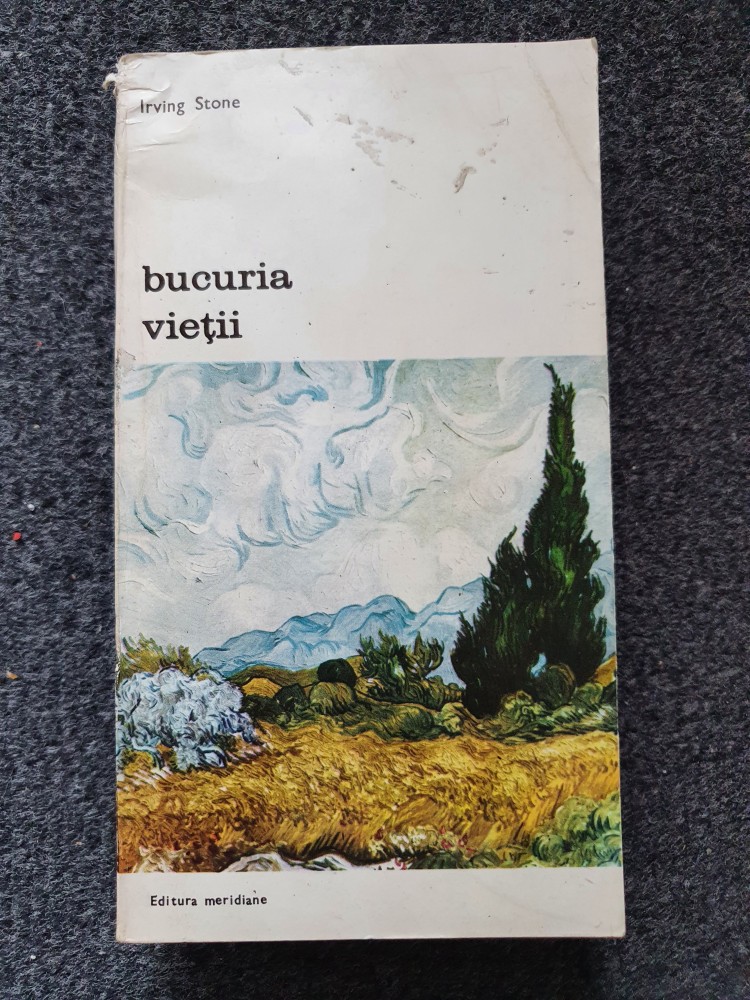 Irving Stone
bucuria
vieţii
Editura meridiane